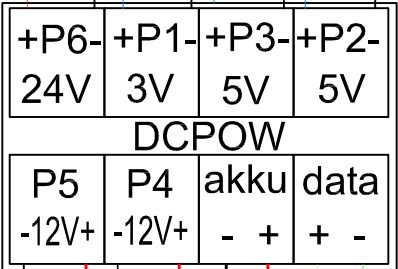 +P6- +P1- +P3- +P2-
24V 3V 5V 5V
DCPOW
P5 P4 akku data
-12V+ -12V+ - + + -